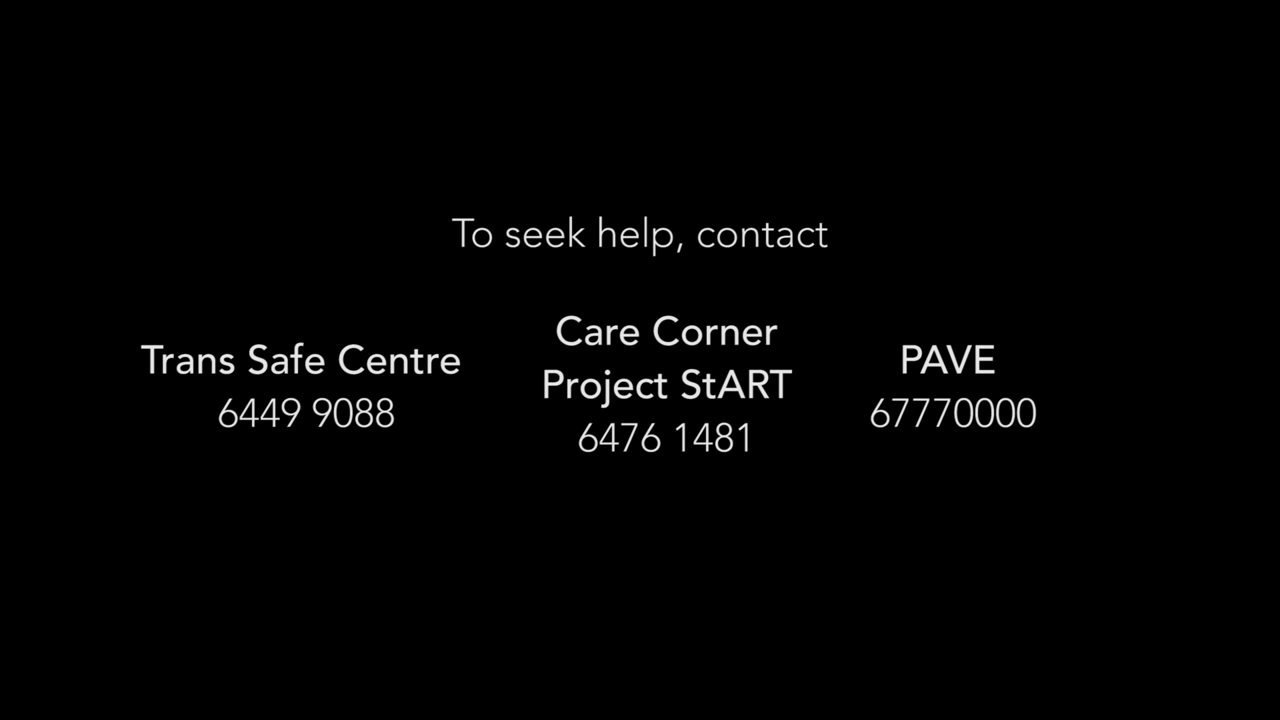 To seek help, contact
Trans Safe Centre
6449 9088
Care Corner
Project StART
6476 1481
PAVE
67770000